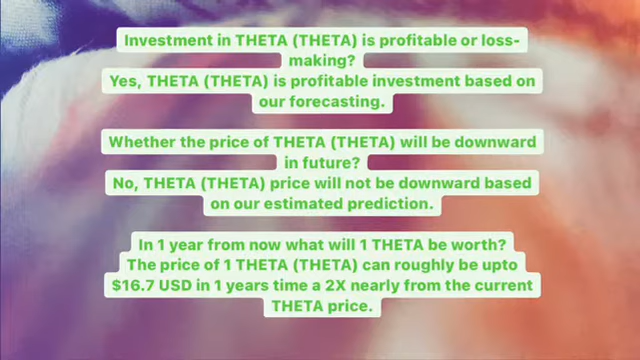 Investment in THETA (THETA) is profitable or loss-
making?
Yes, THETA (THETA) is profitable investment based on
our forecasting.
Whether the price of THETA (THETA) will be downward
in future?
No, THETA (THETA) price will not be downward based
on our estimated prediction.
In 1 year from now what will 1 THETA be worth?
The price of 1 THETA (THETA) can roughly be upto
$16.7 USD in 1 years time a 2X nearly from the current
THETA price.